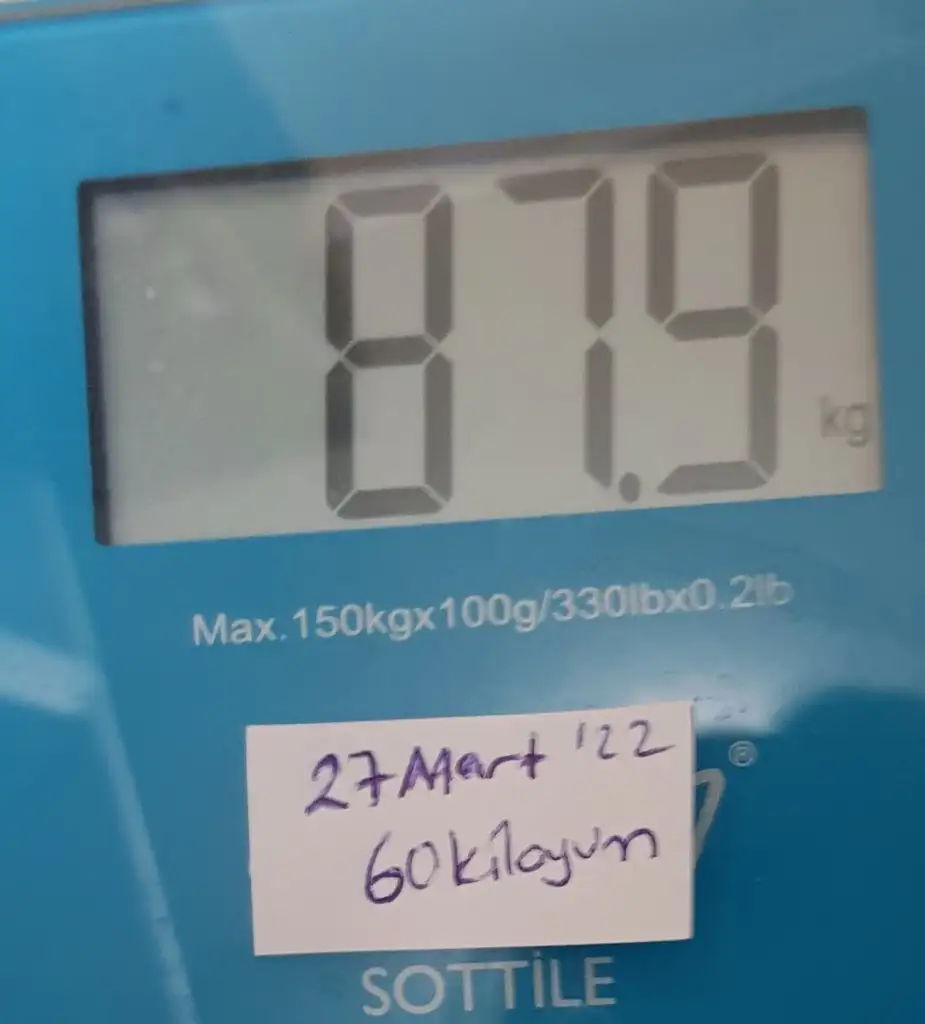 87.9
kg
Max.150kgx100g/330lbx0.2lb
27 Mart '22
60 kiloyum
®
SOTTİLE